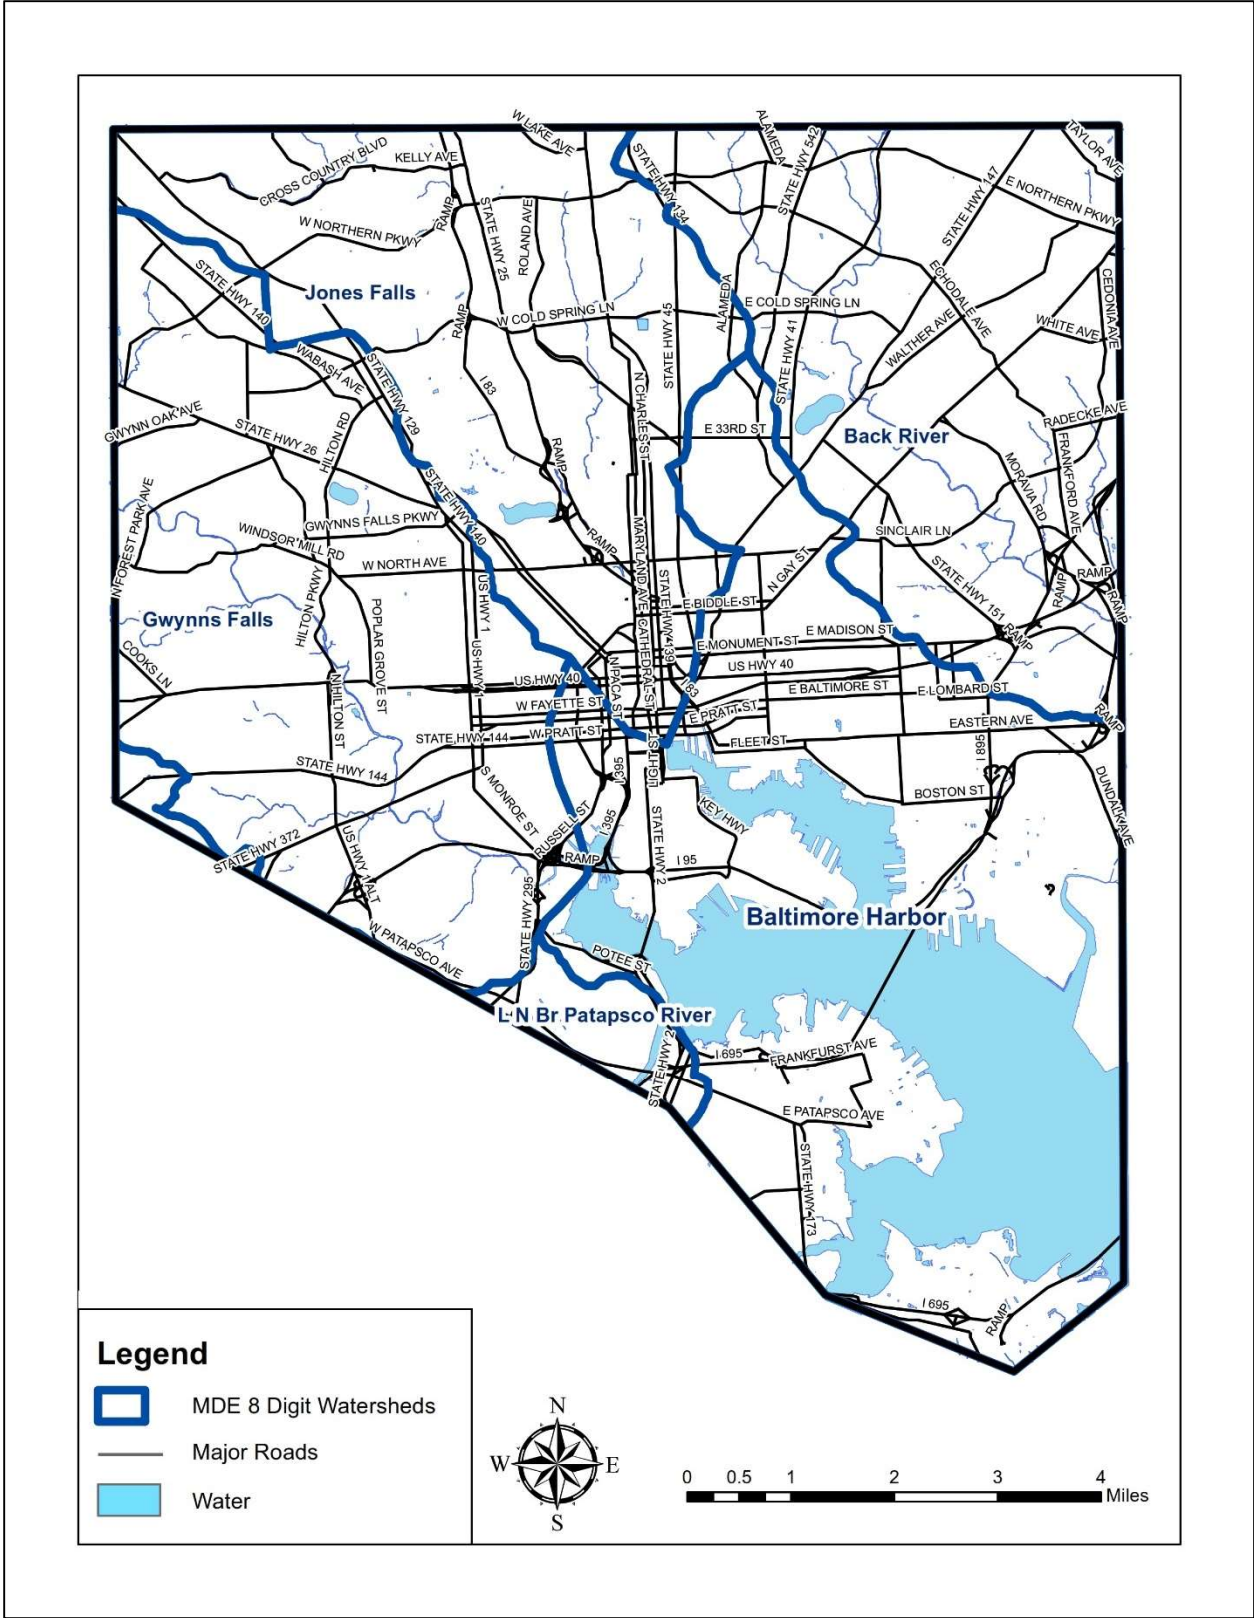 W LAKE AVE
ALAMEDA
STATE HWY 542
TAYLOR AVE
CROSS COUNTRY BLVD
KELLY AVE
STATE HWY 134
STATE HWY 147
E NORTHERN PKWY
W NORTHERN PKWY
RAMP
STATE HWY 25
ROLAND AVE
STATE HWY 140
Jones Falls
RAMP
W COLD SPRING LN
STATE HWY 45
ALAMEDA
E COLD SPRING LN
STATE HWY 41
ECHODALE AVE
WALTHER AVE
WHITE AVE
CEDONIA AVE
WABASH AVE
STATE HWY 129
I 83
N CHARLES ST
GWYNN OAK AVE
STATE HWY 26
HILTON RD
E 33RD ST
Back River
RADECKE AVE
RAMP
MORAVIA RD
FRANKFORD AVE
N FOREST PARK AVE
STATE HWY 140
GWYNNS FALLS PKWY
WINDSOR MILL RD
W NORTH AVE
RAMP
MARYLAND AVE
SINCLAIR LN
N GAY ST
STATE HWY 151
RAMP
RAMP
RAMP
RAMP
Gwynns Falls
HILTON PKWY
POPLAR GROVE ST
US HWY 1
STATE HWY 139
E BIDDLE ST
CATHEDRAL ST
E MONUMENT ST
E MADISON ST
COOKS LN
N HILTON ST
US HWY 1
US HWY 40
N PACA ST
I 83
US HWY 40
E BALTIMORE ST
E LOMBARD ST
W FAYETTE ST
E PRATT ST
EASTERN AVE
RAMP
STATE HWY 144
W PRATT ST
FLEET ST
LIGHT ST
STATE HWY 144
S MONROE ST
I 395
I 895
BOSTON ST
DUNDALK AVE
KEY HWY
STATE HWY 372
US HWY 1 ALT
RUSSELL ST
I 395
STATE HWY 2
RAMP
I 95
STATE HWY 295
Baltimore Harbor
W PATAPSCO AVE
POTEE ST
L N Br Patapsco River
STATE HWY 2
I 695
FRANKFURST AVE
E PATAPSCO AVE
STATE HWY 173
I 695
RAMP
Legend
MDE 8 Digit Watersheds
Major Roads
Water
N
W E
S
0 0.5 1 2 3 4
Miles